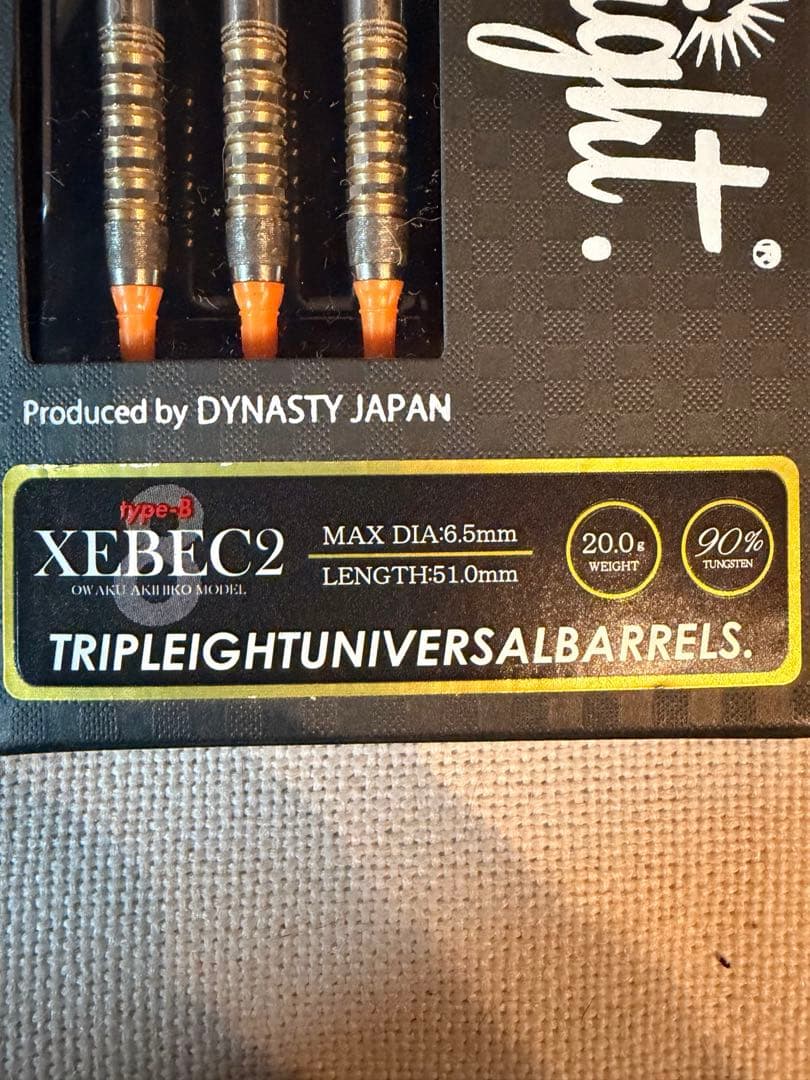 ight.
®
Produced by DYNASTY JAPAN
type-B
XEBEC2
OWAKU AKIHIKO MODEL
MAX DIA:6.5mm
LENGTH:51.0mm
20.0g
WEIGHT
90%
TUNGSTEN
TRIPLEIGHTUNIVERSALBARRELS.